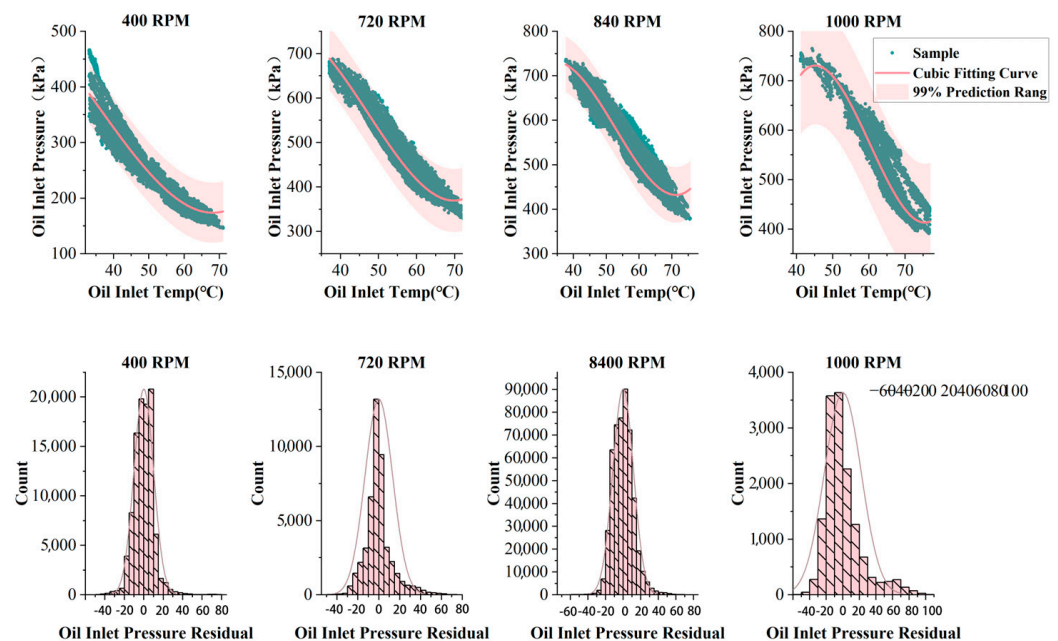 400 RPM
720 RPM
840 RPM
1000 RPM
Oil Inlet Pressure（kPa）
500
400
300
200
100
40 50 60 70
Oil Inlet Temp(°C)
Oil Inlet Pressure（kPa）
700
600
500
400
300
40 50 60 70
Oil Inlet Temp(°C)
Oil Inlet Pressure（kPa）
800
700
600
500
400
300
40 50 60 70
Oil Inlet Temp(°C)
Oil Inlet Pressure（kPa）
800
700
600
500
400
41 50 60 70
Oil Inlet Temp(°C)
Sample
Cubic Fitting Curve
99% Prediction Rang
400 RPM
720 RPM
8400 RPM
1000 RPM
Count
20,000
15,000
10,000
5,000
0
-40 -20 0 20 40 60 80
Oil Inlet Pressure Residual
Count
15,000
10,000
5,000
0
-40 -20 0 20 40 60 80
Oil Inlet Pressure Residual
Count
90,000
80,000
70,000
60,000
50,000
40,000
30,000
20,000
10,000
0
-60 -40 -20 0 20 40 60 80
Oil Inlet Pressure Residual
Count
4,000
3,000
2,000
1,000
0
-40 -20 0 20 40 60 80 100
Oil Inlet Pressure Residual
−6040200 20406080100